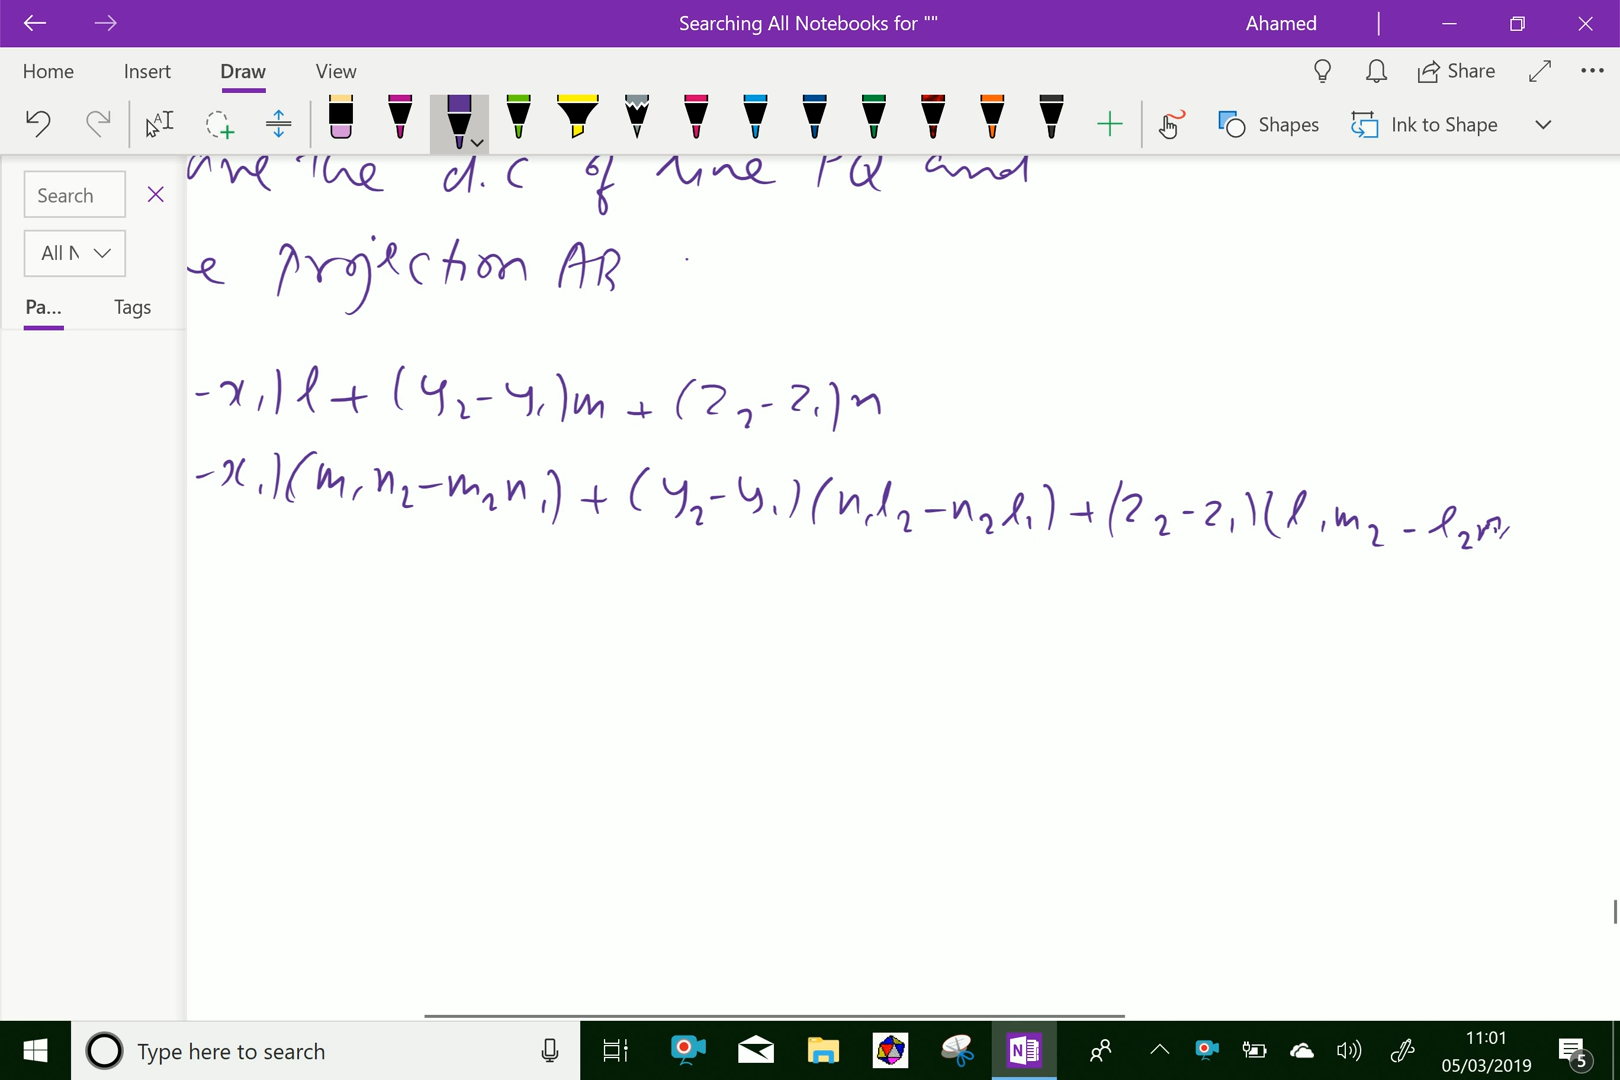 Searching All Notebooks for ""
Ahamed
Home Insert Draw View
Share
Shapes
Ink to Shape
Search
All N
Pa... Tags
are the d.c of line PQ and
e projection AB
-x₁)l + (y₂-y₁)m + (z₂-z₁)n
-x₁)(m₁n₂-m₂n₁) + (y₂-y₁)(n₁l₂-n₂l₁) + (z₂-z₁)(l₁m₂ - l₂m₁
Type here to search
N
11:01
05/03/2019
5